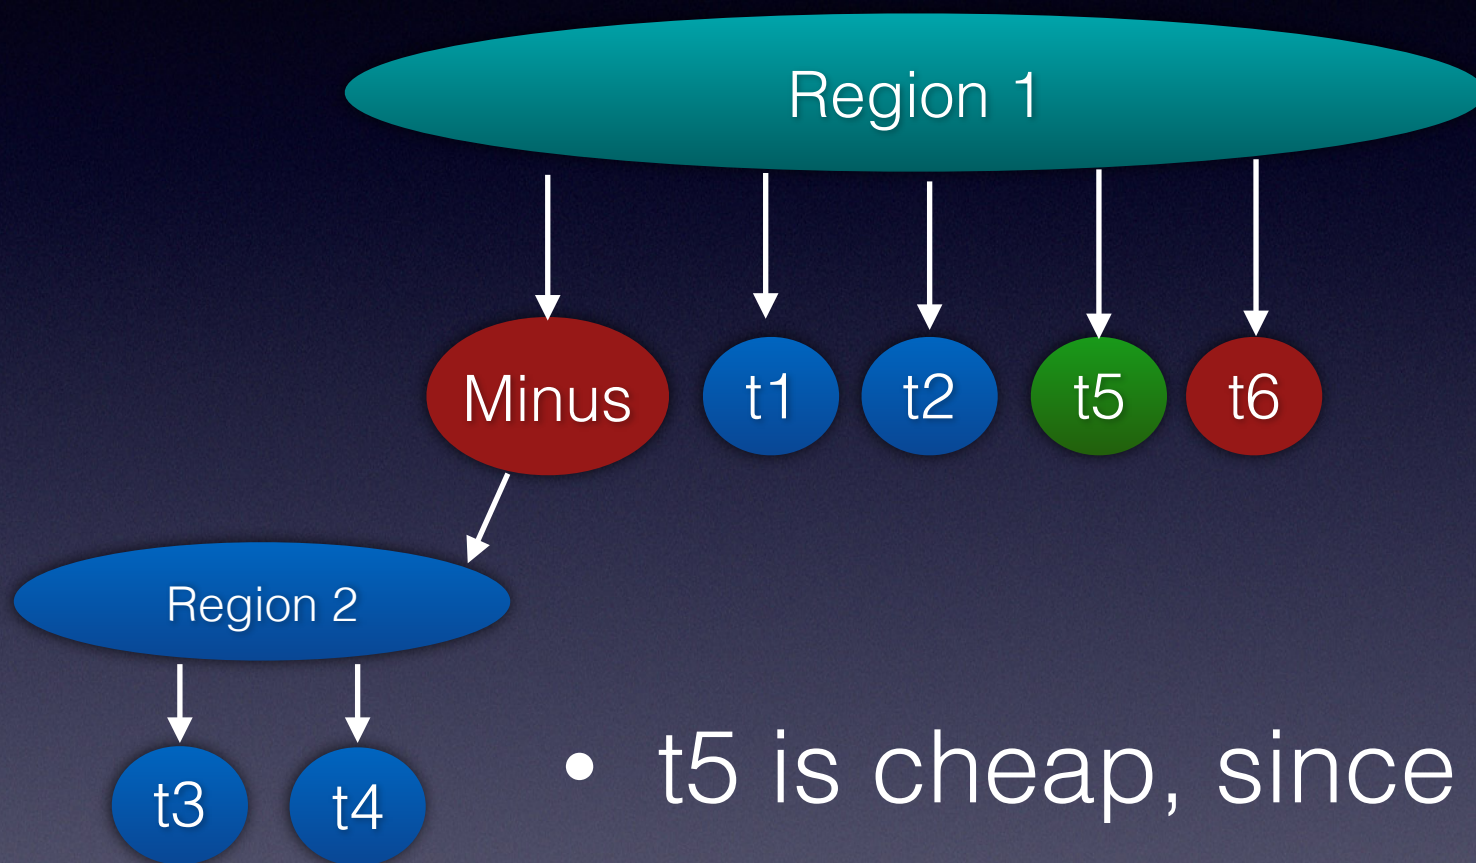 Region 1
Minus t1 t2 t5 t6
Region 2
t3 t4
• t5 is cheap, since